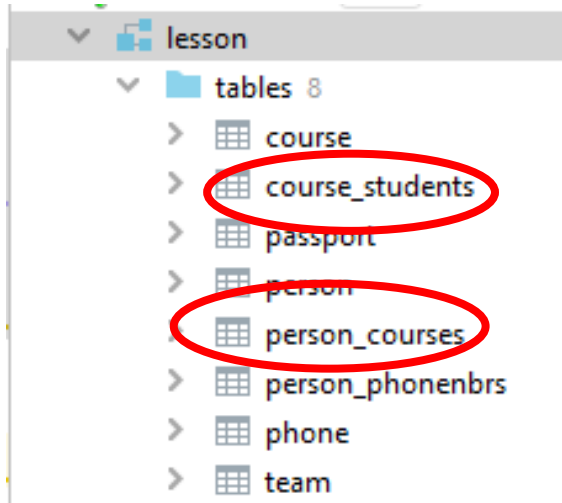 lesson
tables 8
course
course_students
passport
person
person_courses
person_phonenbrs
phone
team